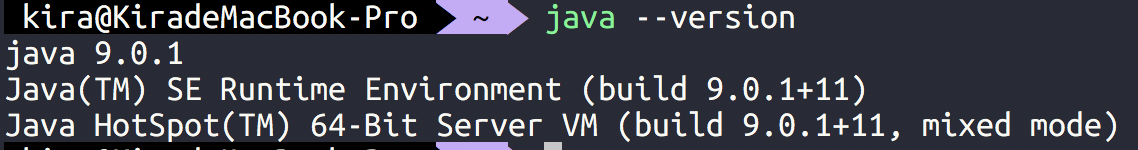 kira@KiradeMacBook-Pro ~ java --version
java 9.0.1
Java(TM) SE Runtime Environment (build 9.0.1+11)
Java HotSpot(TM) 64-Bit Server VM (build 9.0.1+11, mixed mode)